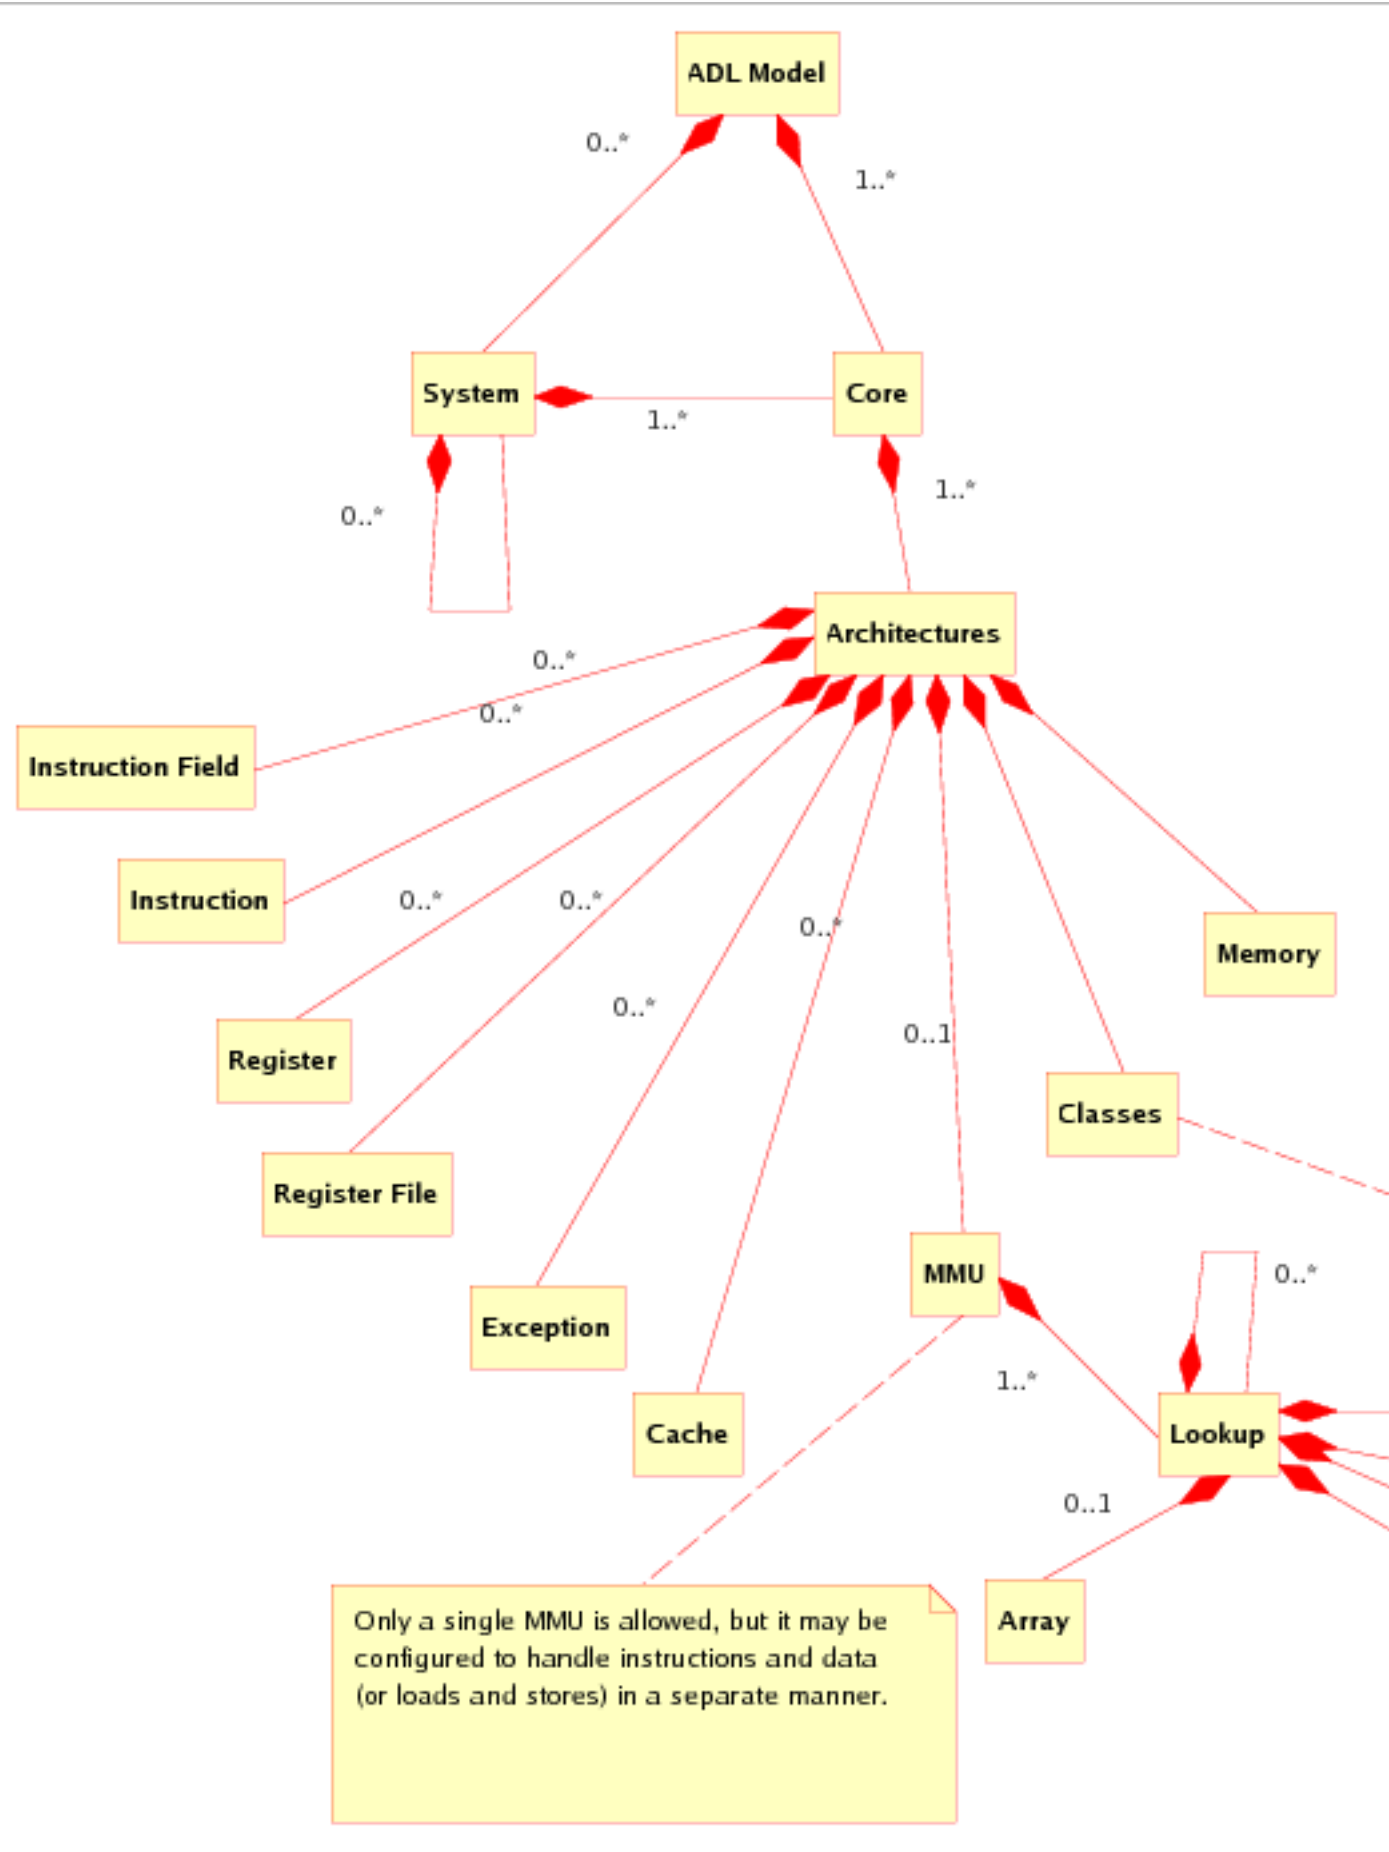 ADL Model
0..*
1..*
System
Core
1..*
0..*
1..*
Architectures
0..*
0..*
Instruction Field
Instruction
0..*
0..*
0..*
Memory
0..*
0..1
Register
Classes
Register File
MMU
0..*
Exception
1..*
Cache
Lookup
0..1
Only a single MMU is allowed, but it may be
configured to handle instructions and data
(or loads and stores) in a separate manner.
Array